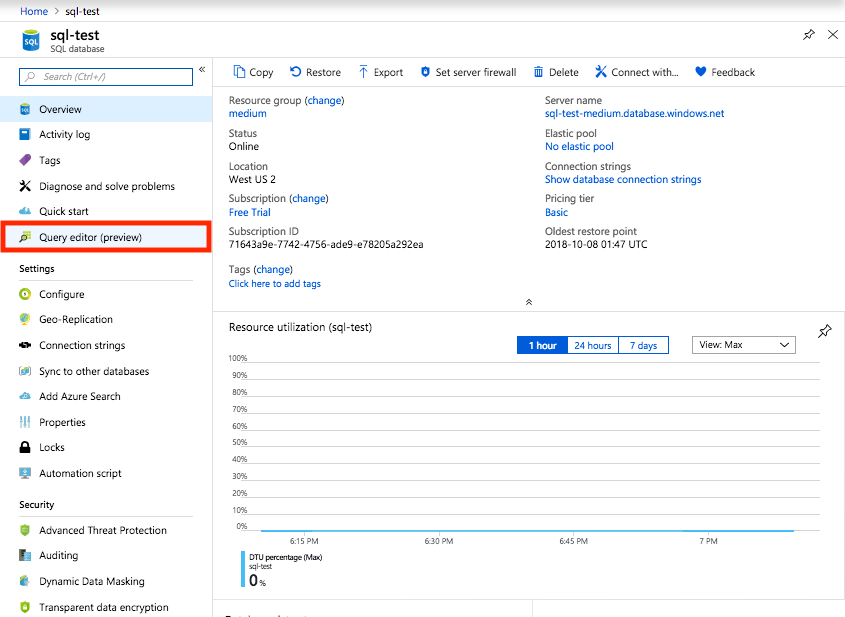 Home > sql-test
sql-test
SQL database
Search (Ctrl+/)
«
Overview
Activity log
Tags
Diagnose and solve problems
Quick start
Query editor (preview)
Settings
Configure
Geo-Replication
Connection strings
Sync to other databases
Add Azure Search
Properties
Locks
Automation script
Security
Advanced Threat Protection
Auditing
Dynamic Data Masking
Transparent data encryption
Copy Restore Export Set server firewall Delete Connect with... Feedback
Resource group (change)
medium
Status
Online
Location
West US 2
Subscription (change)
Free Trial
Subscription ID
71643a9e-7742-4756-ade9-e78205a292ea
Tags (change)
Click here to add tags
Server name
sql-test-medium.database.windows.net
Elastic pool
No elastic pool
Connection strings
Show database connection strings
Pricing tier
Basic
Oldest restore point
2018-10-08 01:47 UTC
Resource utilization (sql-test)
1 hour 24 hours 7 days View: Max
100%
90%
80%
70%
60%
50%
40%
30%
20%
10%
0%
6:15 PM 6:30 PM 6:45 PM 7 PM
DTU percentage (Max)
sql-test
0 %